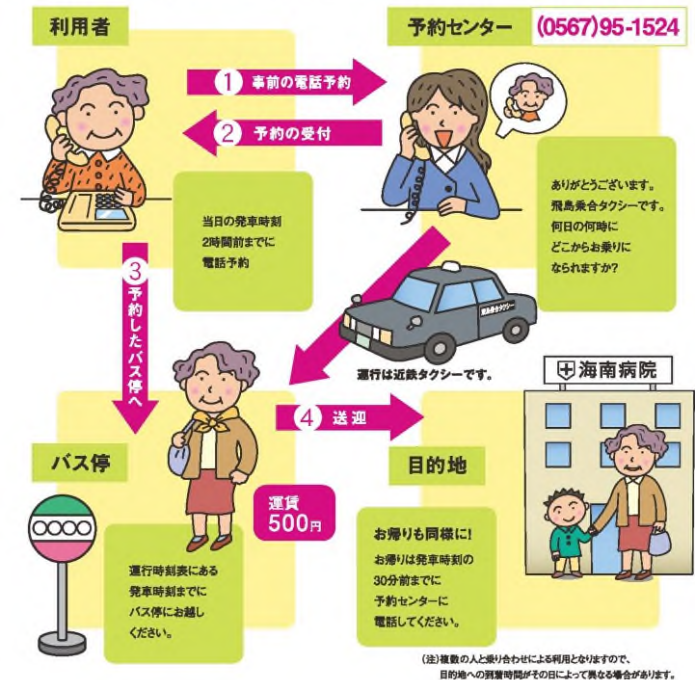 利用者
予約センター
(0567)95-1524
1 事前の電話予約
2 予約の受付
当日の発車時刻
2時間前までに
電話予約
ありがとうございます。
飛島乗合タクシーです。
何日の何時に
どこからお乗りに
なられますか?
3 予約したバス停へ
飛島乗合タクシー
運行は近鉄タクシーです。
4 送迎
海南病院
バス停
目的地
運賃
500円
運行時刻表にある
発車時刻までに
バス停にお越し
ください。
お帰りも同様に!
お帰りは発車時刻の
30分前までに
予約センターに
電話してください。
(注)複数の人と乗り合わせによる利用となりますので、
目的地への到着時間がその日によって異なる場合があります。